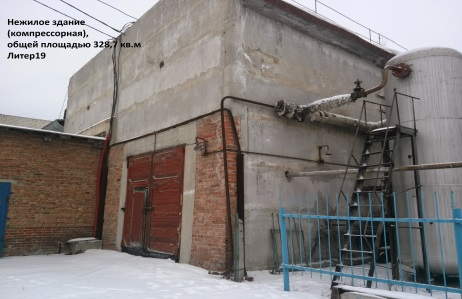 Нежилое здание
(компрессорная),
общей площадью 328,7 кв.м
Литер19